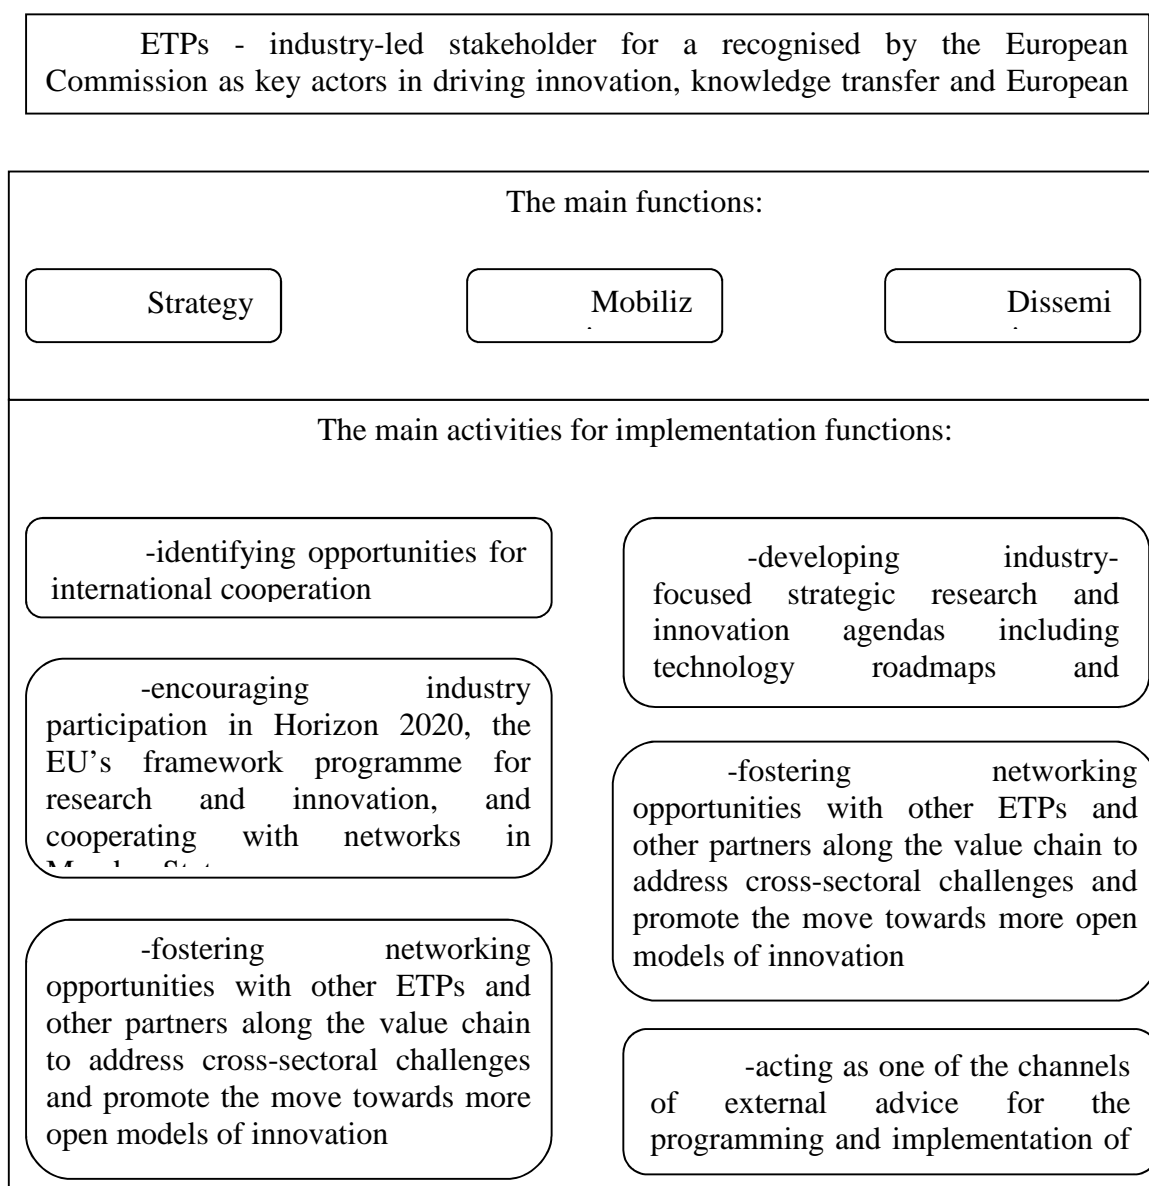 ETPs - industry-led stakeholder for a recognised by the European
Commission as key actors in driving innovation, knowledge transfer and European
The main functions:
Strategy
Mobiliz
Dissemi
The main activities for implementation functions:
-identifying opportunities for
international cooperation
-encouraging industry
participation in Horizon 2020, the
EU’s framework programme for
research and innovation, and
cooperating with networks in
-fostering networking
opportunities with other ETPs and
other partners along the value chain
to address cross-sectoral challenges
and promote the move towards more
open models of innovation
-developing industry-
focused strategic research and
innovation agendas including
technology roadmaps and
-fostering networking
opportunities with other ETPs and
other partners along the value chain to
address cross-sectoral challenges and
promote the move towards more open
models of innovation
-acting as one of the channels
of external advice for the
programming and implementation of